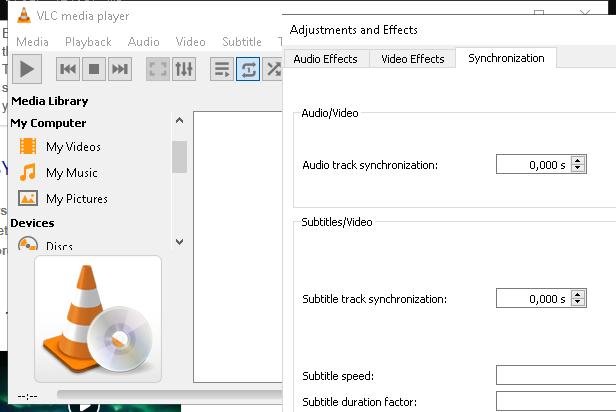 VLC media player
Media Playback Audio Video Subtitle
Media Library
My Computer
My Videos
My Music
My Pictures
Devices
Discs
--:--
Adjustments and Effects
Audio Effects Video Effects Synchronization
Audio/Video
Audio track synchronization: 0,000 s
Subtitles/Video
Subtitle track synchronization: 0,000 s
Subtitle speed:
Subtitle duration factor: